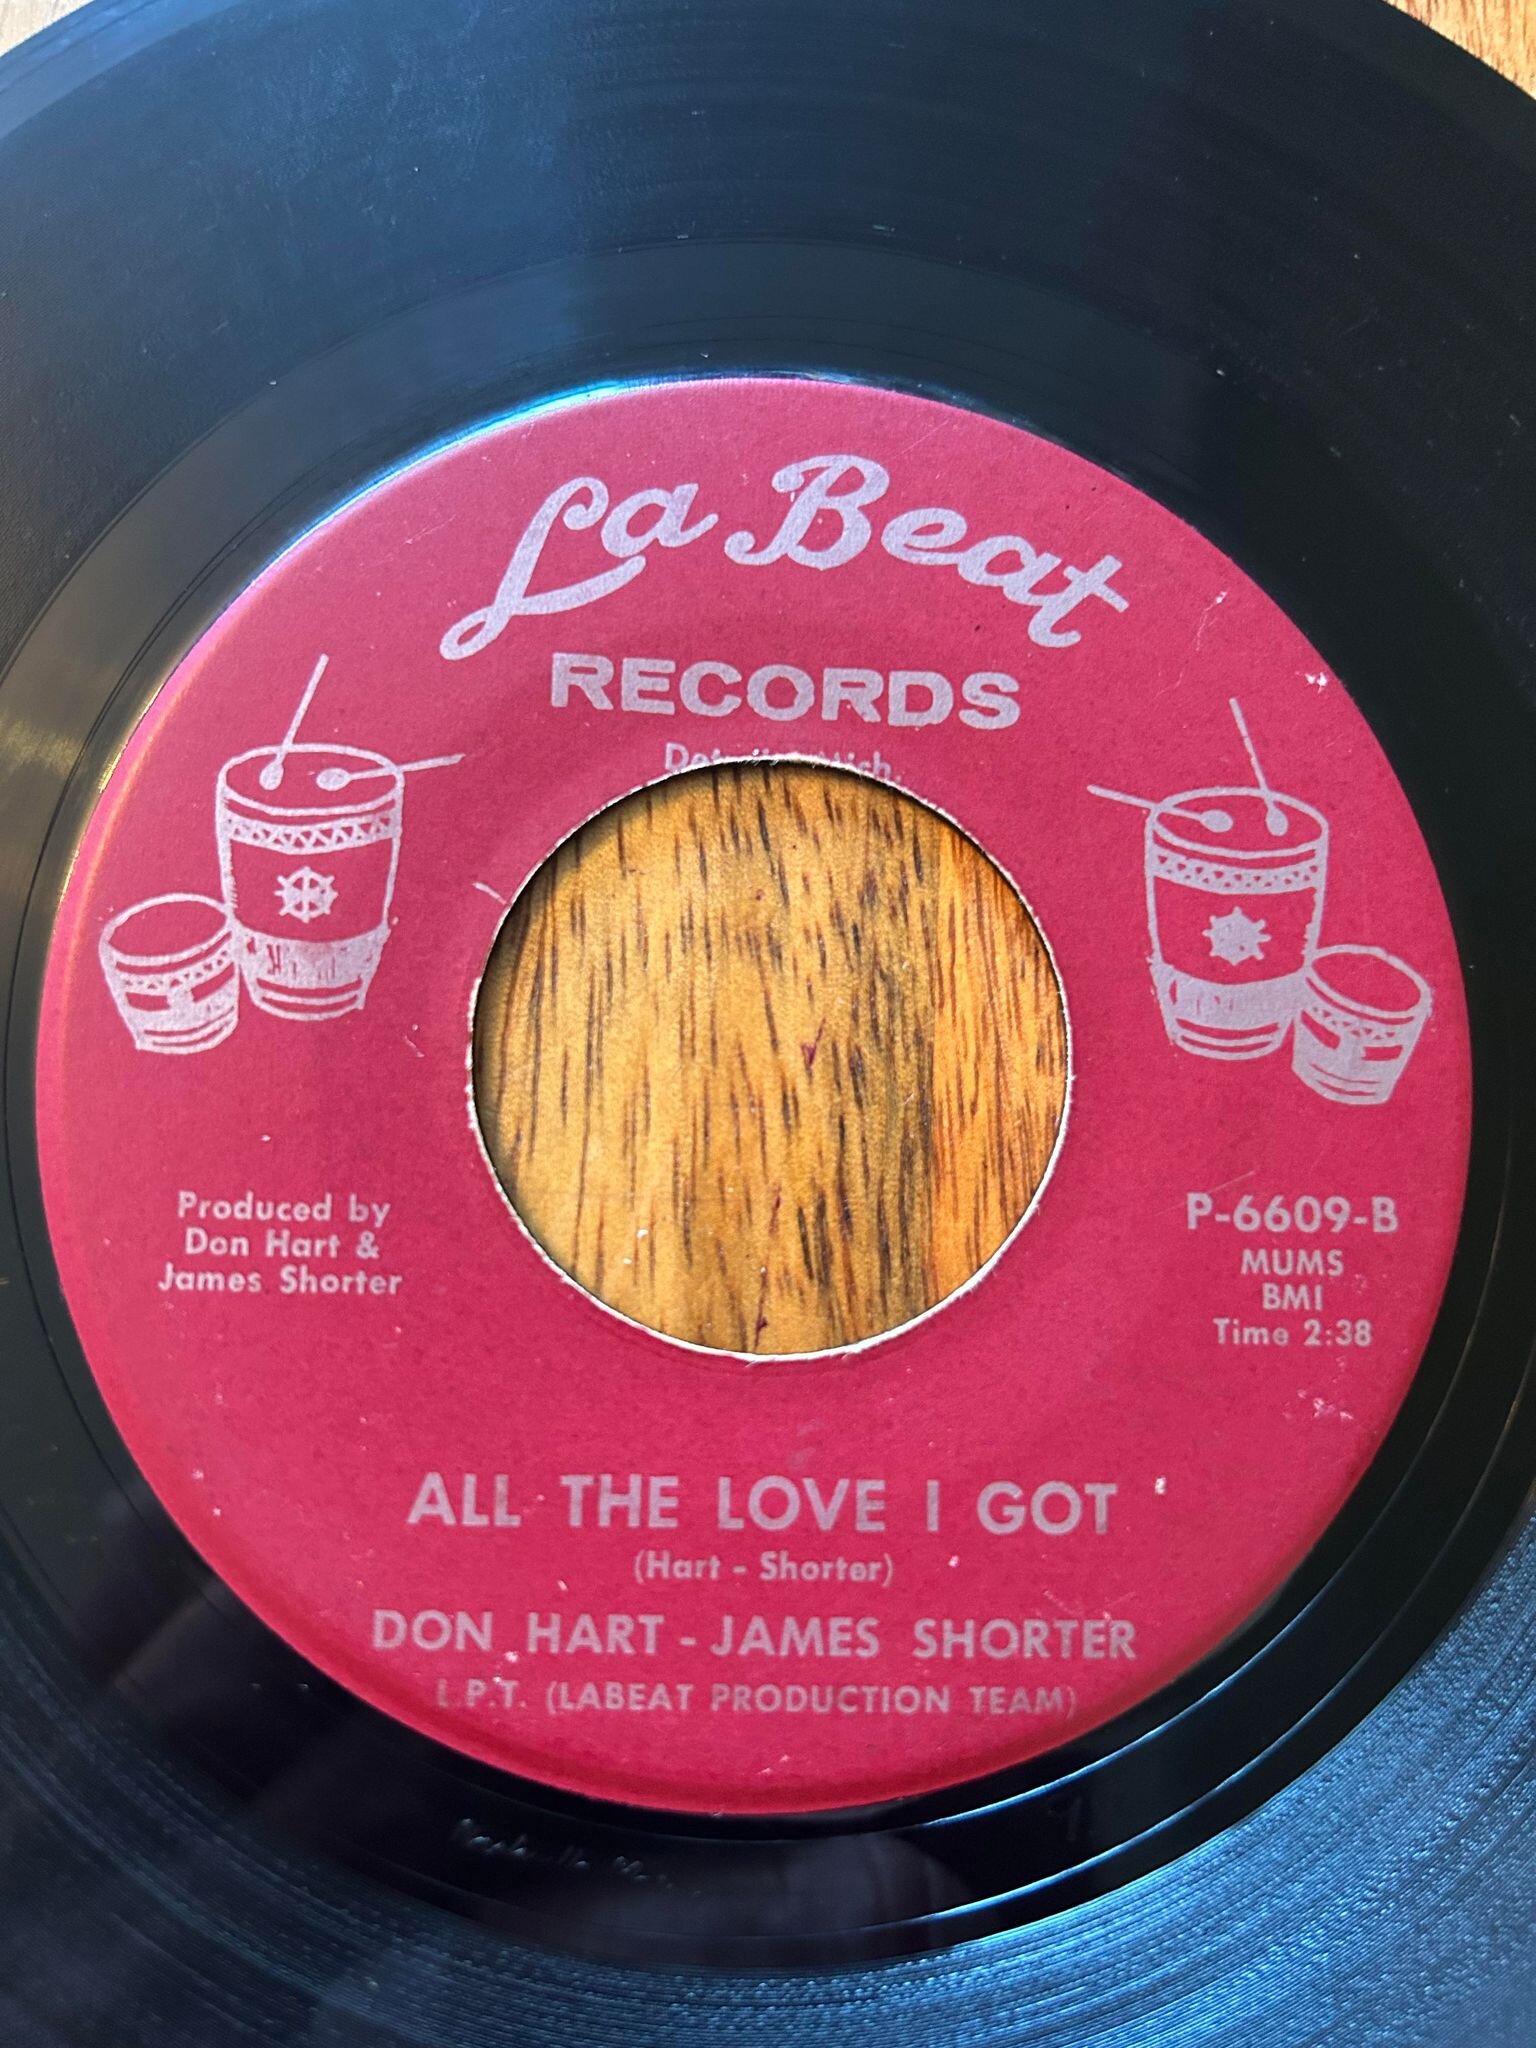 La Beat
RECORDS
Produced by
Don Hart &
James Shorter
P-6609-B
MUMS
BMI
Time 2:38
ALL THE LOVE I GOT
(Hart - Shorter)
DON HART - JAMES SHORTER
L.P.T. (LABEAT PRODUCTION TEAM)